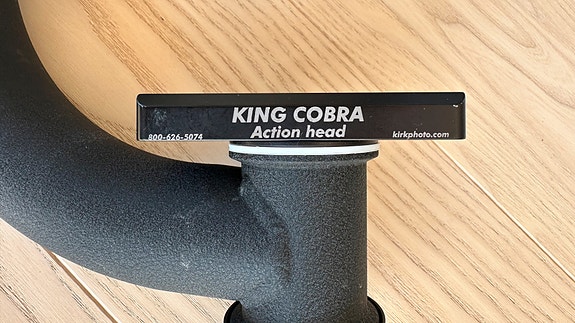 KING COBRA
Action head
800-626-5074
kirkphoto.com